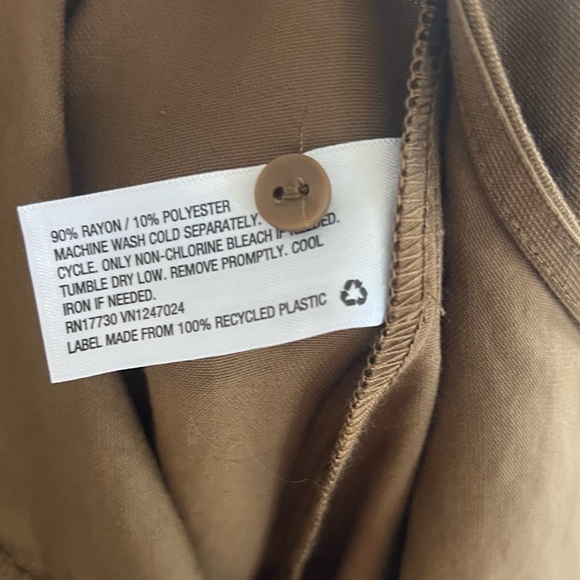 90% RAYON / 10% POLYESTER
MACHINE WASH COLD SEPARATELY.
CYCLE. ONLY NON-CHLORINE BLEACH IF NEEDED.
TUMBLE DRY LOW. REMOVE PROMPTLY. COOL
IRON IF NEEDED.
RN17730 VN1247024
LABEL MADE FROM 100% RECYCLED PLASTIC